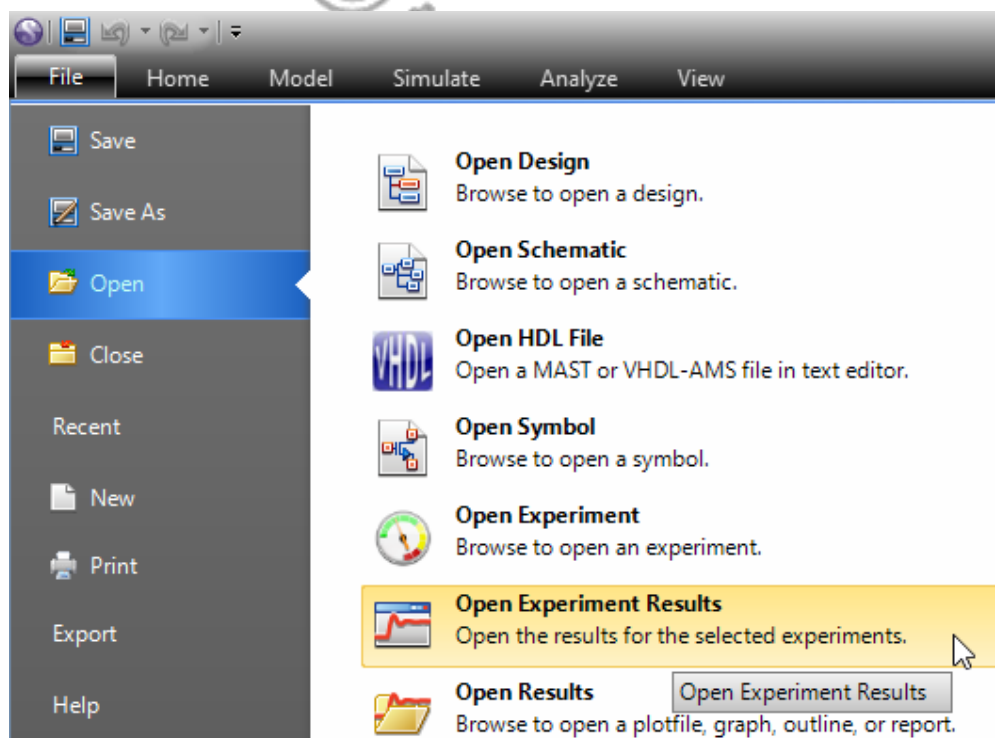 File Home Model Simulate Analyze View
Save
Save As
Open
Close
Recent
New
Print
Export
Help
Open Design
Browse to open a design.
Open Schematic
Browse to open a schematic.
VHDL
Open HDL File
Open a MAST or VHDL-AMS file in text editor.
Open Symbol
Browse to open a symbol.
Open Experiment
Browse to open an experiment.
Open Experiment Results
Open the results for the selected experiments.
Open Results
Open Experiment Results
Browse to open a plotfile, graph, outline, or report.